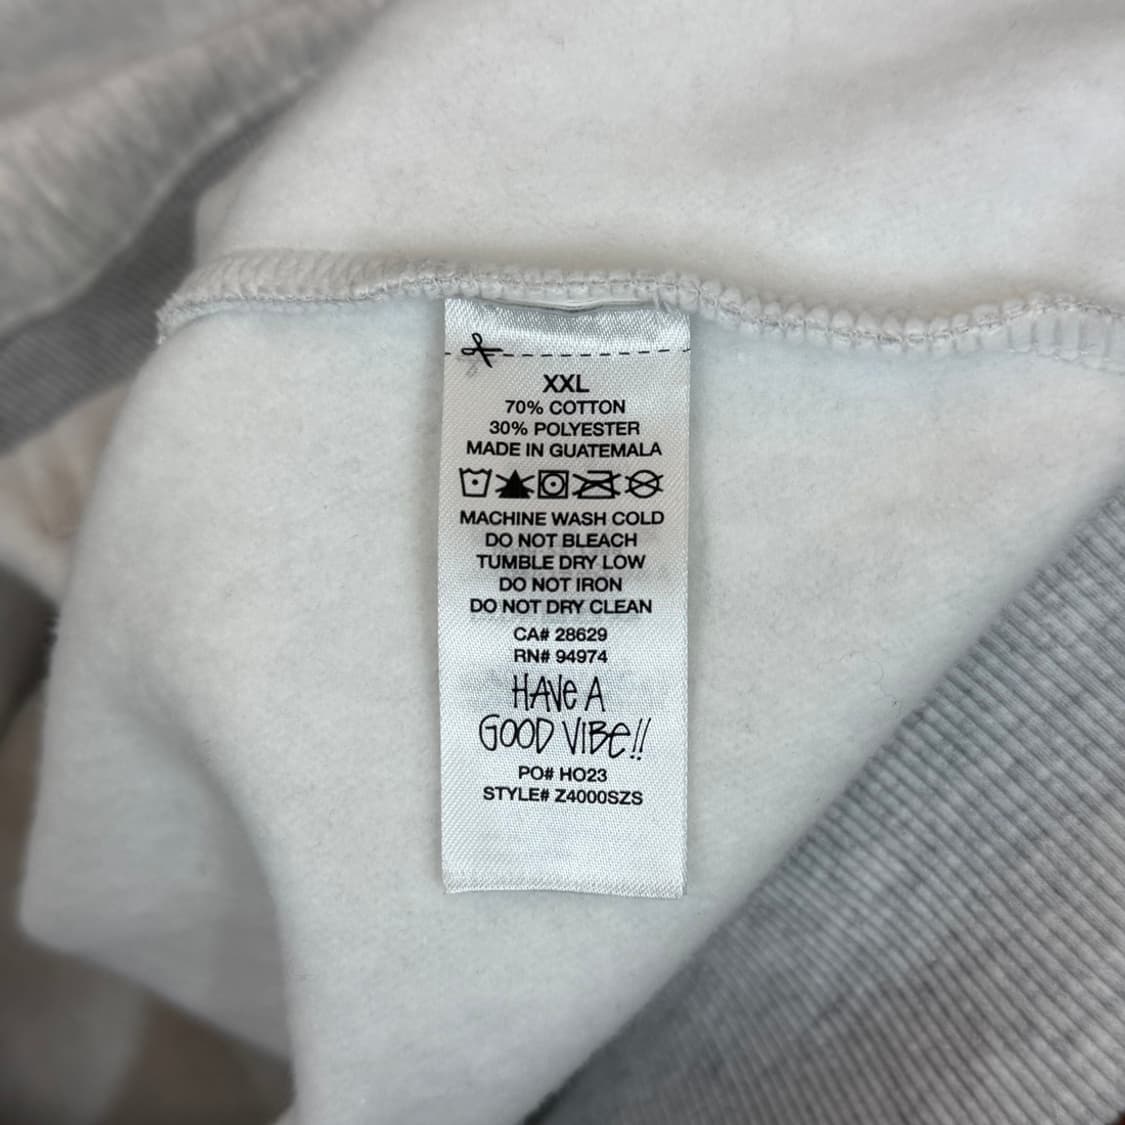 XXL
70% COTTON
30% POLYESTER
MADE IN GUATEMALA
MACHINE WASH COLD
DO NOT BLEACH
TUMBLE DRY LOW
DO NOT IRON
DO NOT DRY CLEAN
CA# 28629
RN# 94974
HAVe A
GOOD VIBe!!
PO# HO23
STYLE# Z4000SZS